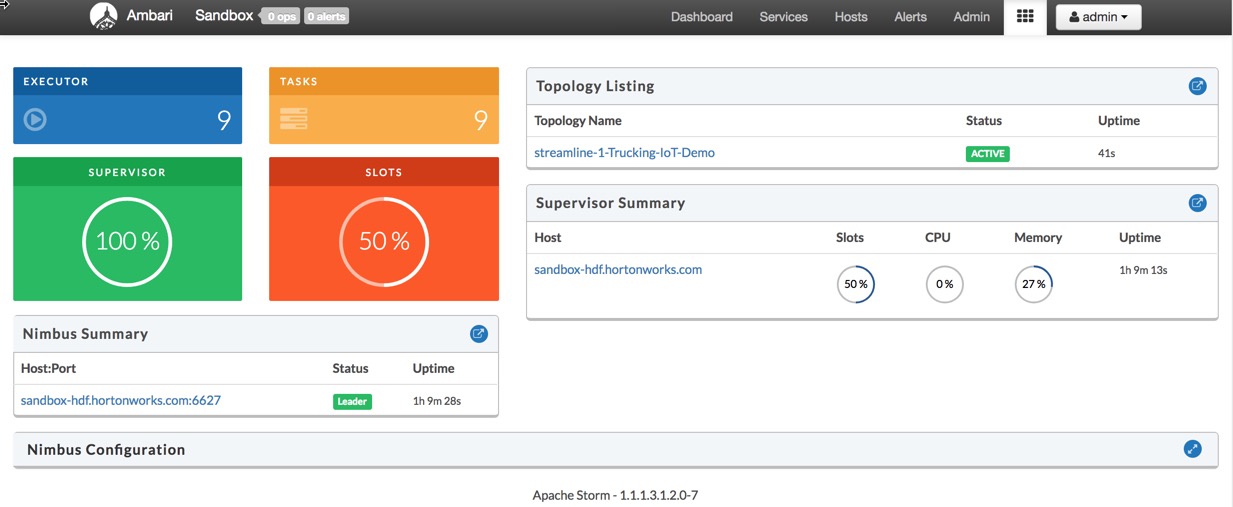 Ambari Sandbox 0 ops 0 alerts Dashboard Services Hosts Alerts Admin admin
EXECUTOR
9
TASKS
9
SUPERVISOR
100 %
SLOTS
50 %
Nimbus Summary
Host:Port Status Uptime
sandbox-hdf.hortonworks.com:6627 Leader 1h 9m 28s
Topology Listing
Topology Name Status Uptime
streamline-1-Trucking-IoT-Demo ACTIVE 41s
Supervisor Summary
Host Slots CPU Memory Uptime
sandbox-hdf.hortonworks.com 50 % 0 % 27 % 1h 9m 13s
Nimbus Configuration
Apache Storm - 1.1.1.3.1.2.0-7